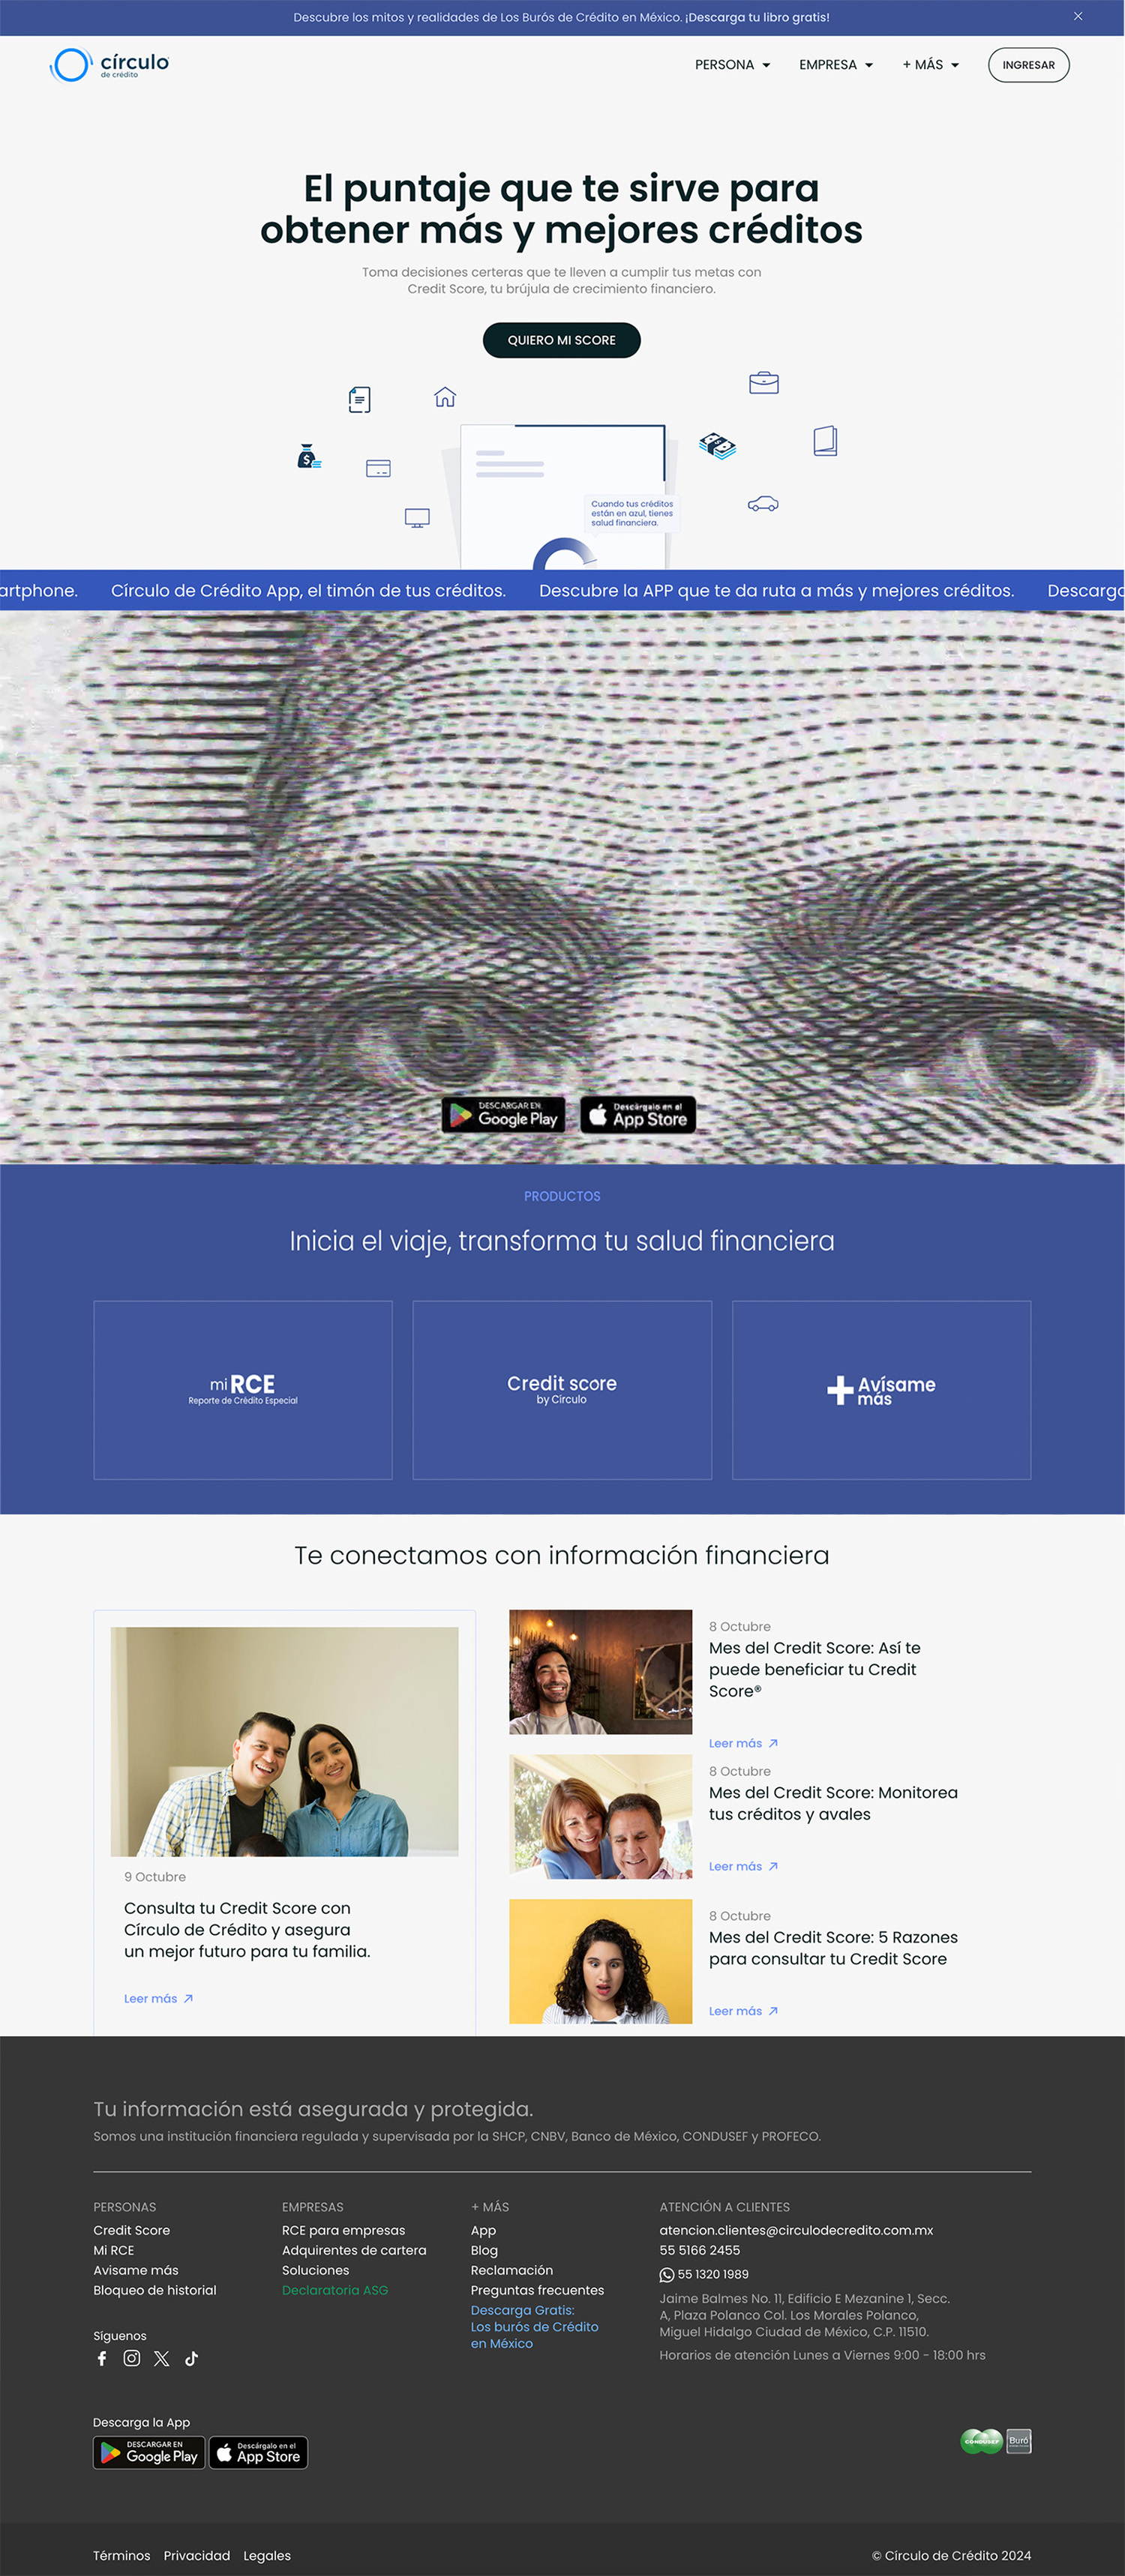 Descubre los mitos y realidades de Los Burós de Crédito en México. ¡Descarga tu libro gratis!
círculo
de crédito
PERSONA
EMPRESA
+ MÁS
INGRESAR
El puntaje que te sirve para
obtener más y mejores créditos
Toma decisiones certeras que te lleven a cumplir tus metas con
Credit Score, tu brújula de crecimiento financiero.
QUIERO MI SCORE
Cuando tus créditos
están en azul, tienes
salud financiera.
artphone. Círculo de Crédito App, el timón de tus créditos. Descubre la APP que te da ruta a más y mejores créditos. Descarga
DESCARGAR EN
Google Play
Descárgalo en el
App Store
PRODUCTOS
Inicia el viaje, transforma tu salud financiera
mi RCE
Reporte de Crédito Especial
Credit score
by Círculo
Avísame
más
Te conectamos con información financiera
9 Octubre
Consulta tu Credit Score con
Círculo de Crédito y asegura
un mejor futuro para tu familia.
Leer más
8 Octubre
Mes del Credit Score: Así te
puede beneficiar tu Credit
Score®
Leer más
8 Octubre
Mes del Credit Score: Monitorea
tus créditos y avales
Leer más
8 Octubre
Mes del Credit Score: 5 Razones
para consultar tu Credit Score
Leer más
Tu información está asegurada y protegida.
Somos una institución financiera regulada y supervisada por la SHCP, CNBV, Banco de México, CONDUSEF y PROFECO.
PERSONAS
Credit Score
Mi RCE
Avisame más
Bloqueo de historial
Síguenos
EMPRESAS
RCE para empresas
Adquirentes de cartera
Soluciones
Declaratoria ASG
+ MÁS
App
Blog
Reclamación
Preguntas frecuentes
Descarga Gratis:
Los burós de Crédito
en México
ATENCIÓN A CLIENTES
atencion.clientes@circulodecredito.com.mx
55 5166 2455
55 1320 1989
Jaime Balmes No. 11, Edificio E Mezanine 1, Secc.
A, Plaza Polanco Col. Los Morales Polanco,
Miguel Hidalgo Ciudad de México, C.P. 11510.
Horarios de atención Lunes a Viernes 9:00 - 18:00 hrs
Descarga la App
DESCARGAR EN
Google Play
Descárgalo en el
App Store
CONDUSEF
Buró
Términos Privacidad Legales
© Círculo de Crédito 2024